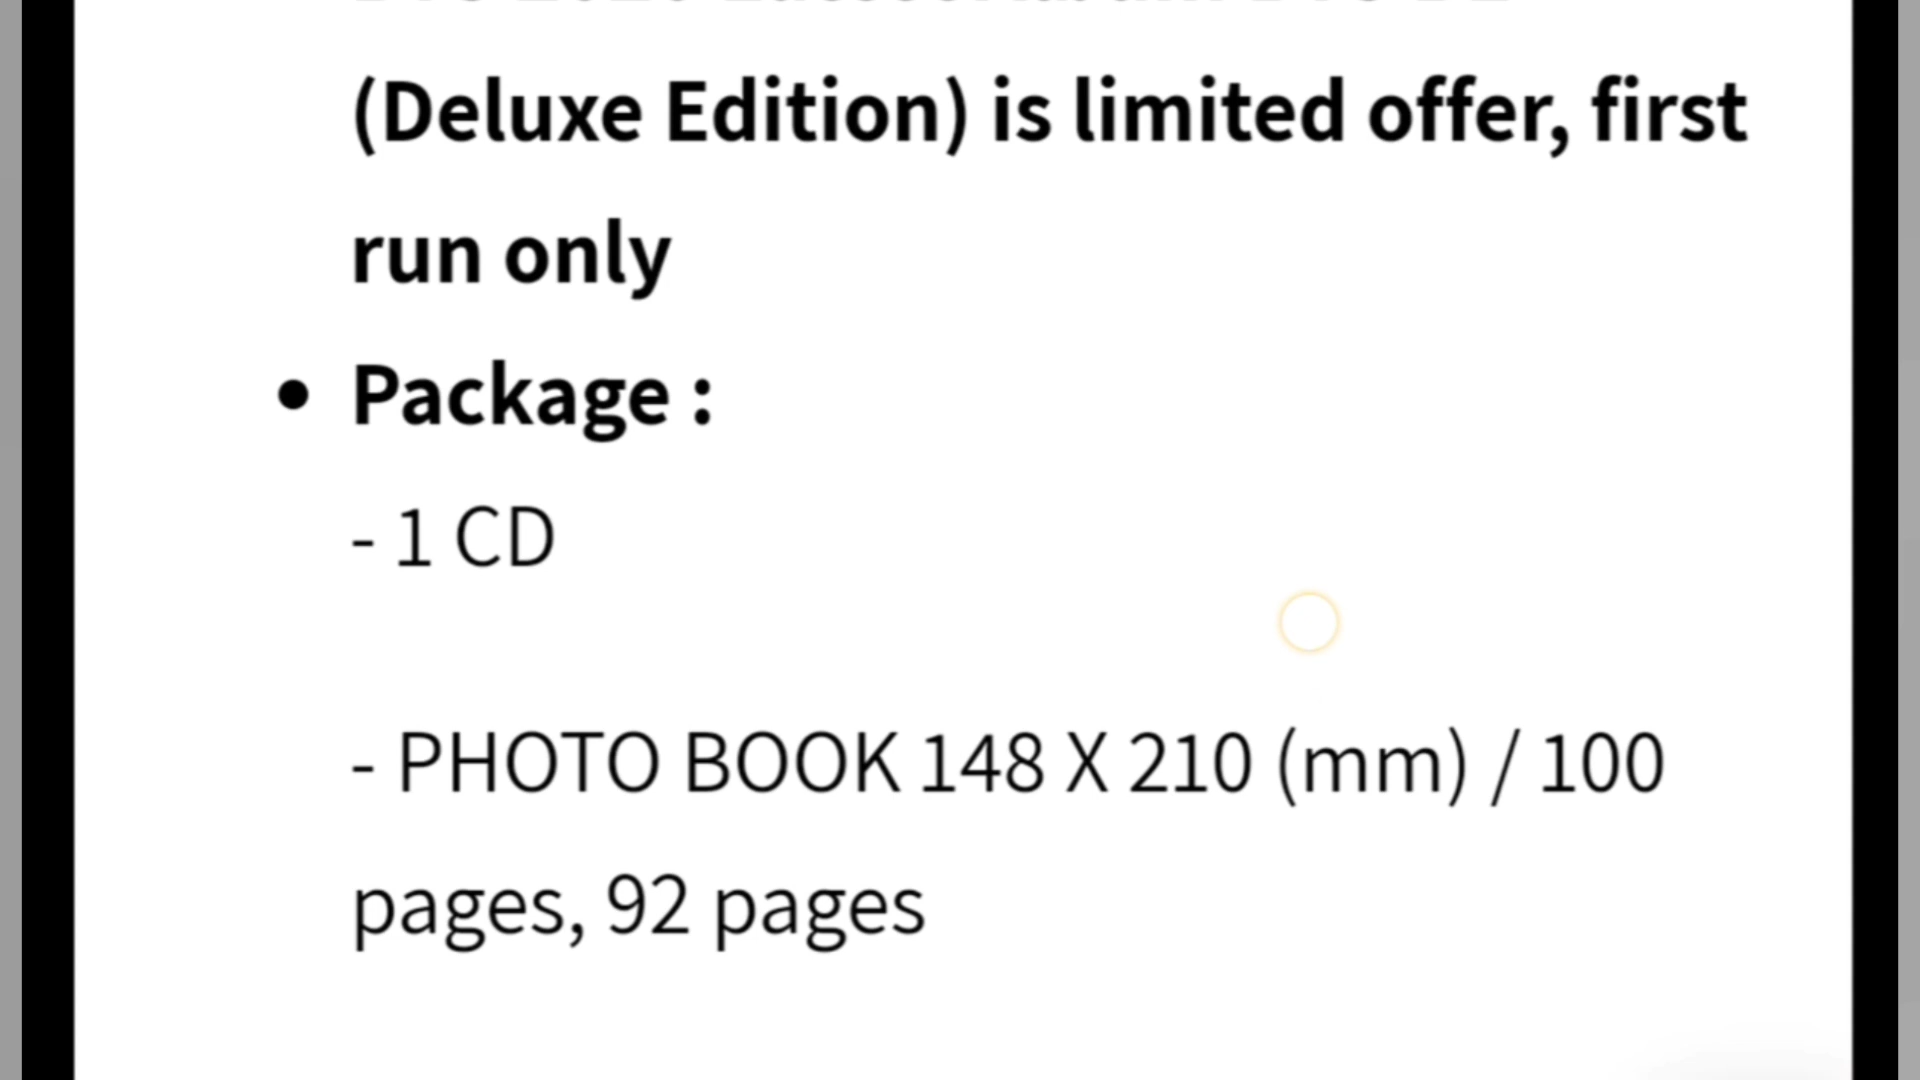 (Deluxe Edition) is limited offer, first
run only
• Package :
- 1 CD
- PHOTO BOOK 148 X 210 (mm) / 100
pages, 92 pages